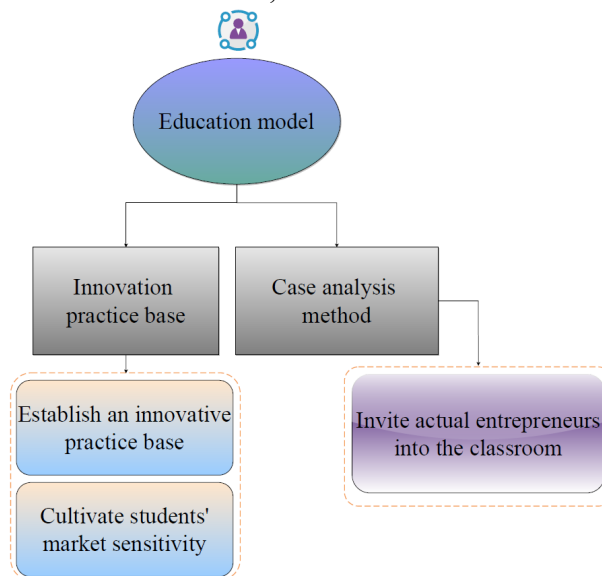 Education model
Innovation
practice base
Case analysis
method
Establish an innovative
practice base
Cultivate students'
market sensitivity
Invite actual entrepreneurs
into the classroom